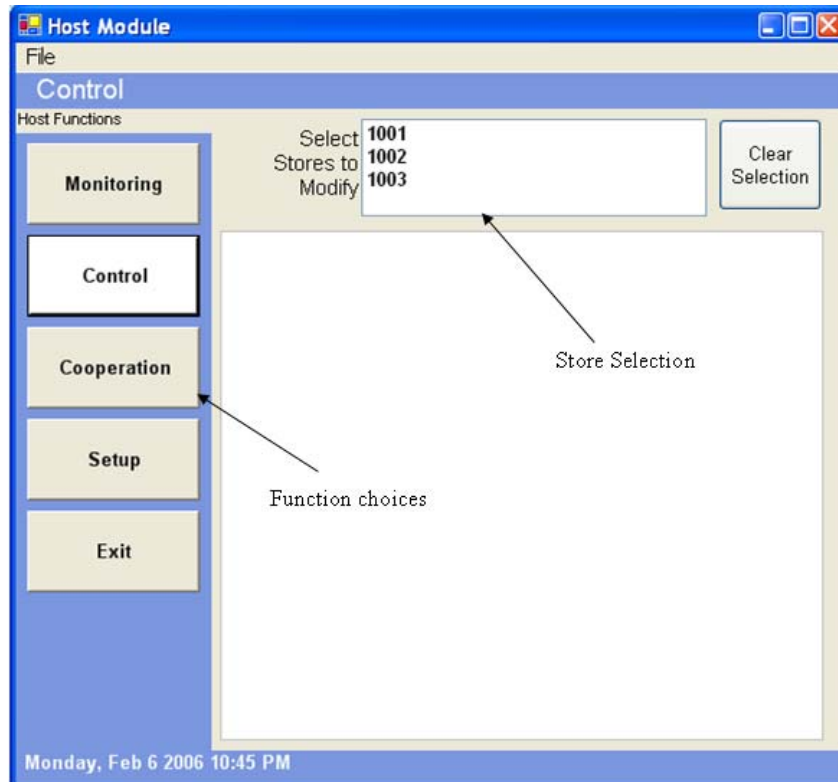 Host Module
File
Control
Host Functions
Select
Stores to
Modify
1001
1002
1003
Clear
Selection
Monitoring
Control
Cooperation
Setup
Exit
Store Selection
Function choices
Monday, Feb 6 2006 10:45 PM